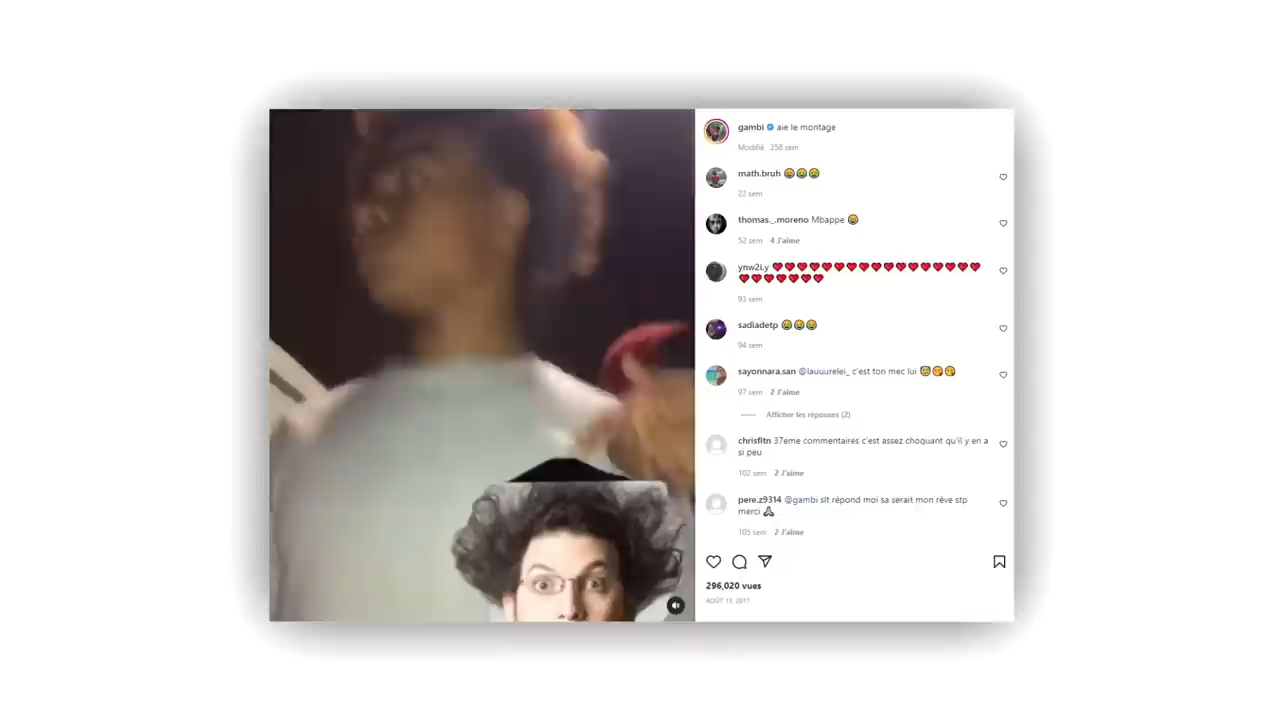 gambi aïe le montage
Modifié 258 sem
math.bruh 😂😂😂
22 sem
thomas._.moreno Mbappe 😂
52 sem 4 J'aime
ynw2i.y ❤️❤️❤️❤️❤️❤️❤️❤️❤️❤️❤️❤️❤️❤️❤️❤️❤️
❤️❤️❤️❤️❤️❤️❤️
93 sem
sadiadetp 😂😂😂
94 sem
sayonnara.san @lauuurelei_ c'est ton mec lui 😇😋😋
97 sem 2 J'aime
Afficher les réponses (2)
chrisfltn 37eme commentaires c'est assez choquant qu'il y en a
si peu
102 sem 2 J'aime
pere.z9314 @gambi slt répond moi sa serait mon rêve stp
merci 🙏
105 sem 2 J'aime
296,020 vues
AOÛT 13, 2017